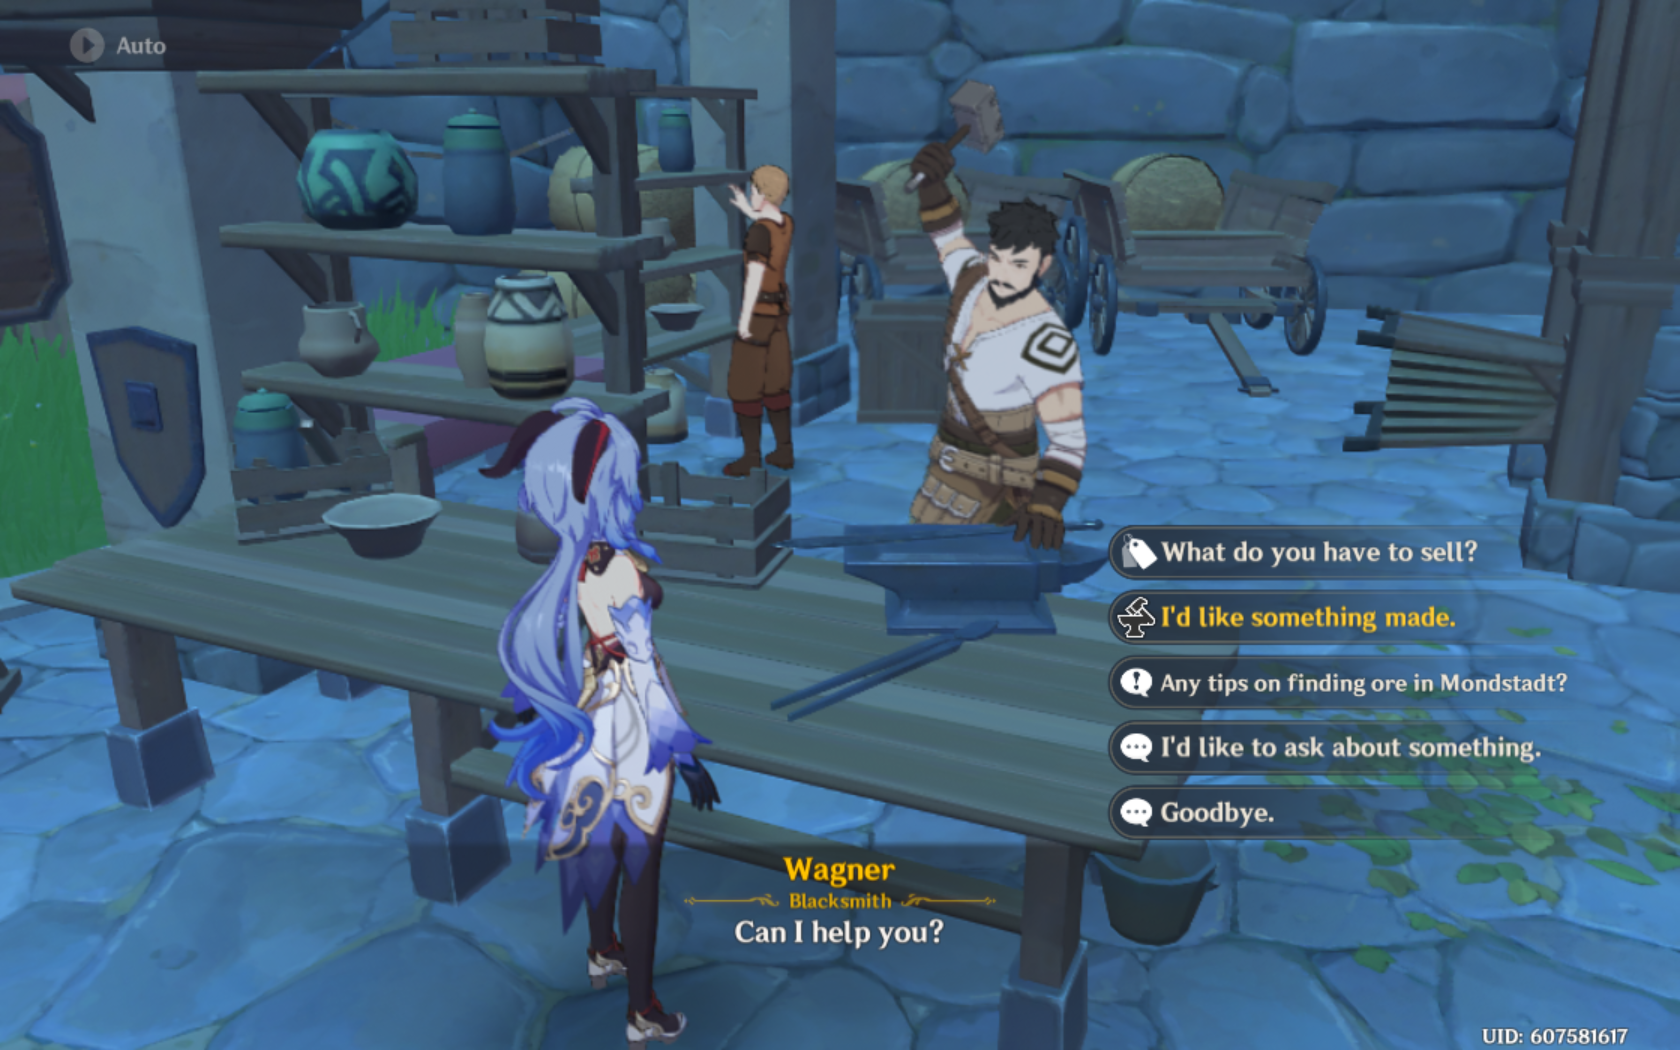 Auto
What do you have to sell?
I'd like something made.
Any tips on finding ore in Mondstadt?
I'd like to ask about something.
Goodbye.
Wagner
Blacksmith
Can I help you?
UID: 607581617